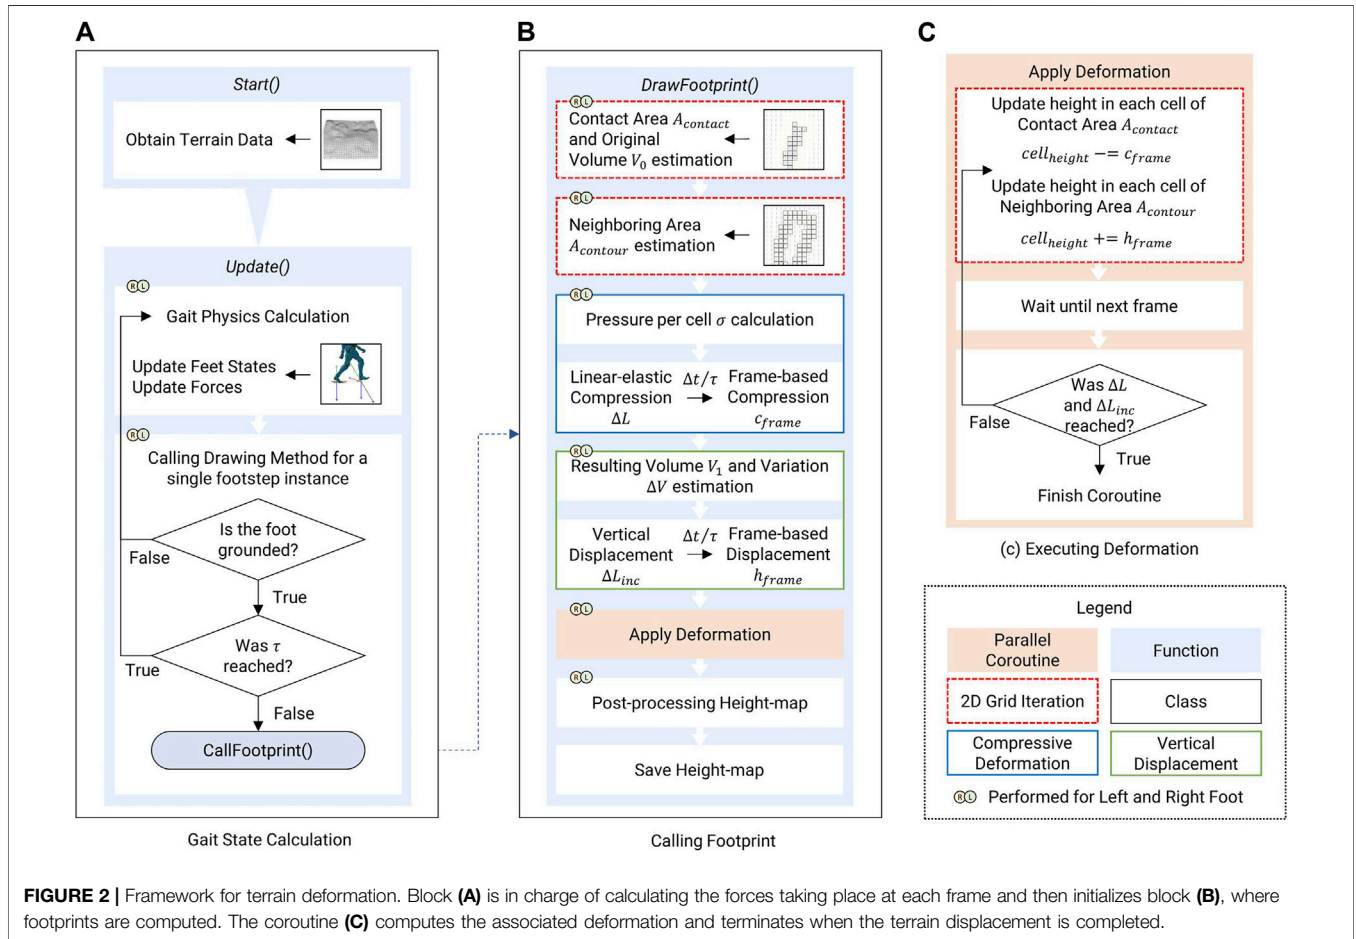 A
Start()
Obtain Terrain Data
Update()
R L
Gait Physics Calculation
Update Feet States
Update Forces
R L
Calling Drawing Method for a
single footstep instance
Is the foot
grounded?
False
True
Was τ
reached?
True
False
CallFootprint()
Gait State Calculation
B
DrawFootprint()
R L
Contact Area A_contact
and Original
Volume V_0 estimation
R L
Neighboring Area
A_contour estimation
R L
Pressure per cell σ calculation
Linear-elastic
Compression
ΔL
Δt/τ
Frame-based
Compression
c_frame
R L
Resulting Volume V_1 and Variation
ΔV estimation
Vertical
Displacement
ΔL_inc
Δt/τ
Frame-based
Displacement
h_frame
R L
Apply Deformation
R L
Post-processing Height-map
Save Height-map
Calling Footprint
C
Apply Deformation
Update height in each cell of
Contact Area A_contact
cell_height −= c_frame
Update height in each cell of
Neighboring Area A_contour
cell_height += h_frame
Wait until next frame
Was ΔL
and ΔL_inc
reached?
False
True
Finish Coroutine
(c) Executing Deformation
Legend
Parallel
Coroutine
Function
2D Grid Iteration
Class
Compressive
Deformation
Vertical
Displacement
R L Performed for Left and Right Foot
FIGURE 2 | Framework for terrain deformation. Block (A) is in charge of calculating the forces taking place at each frame and then initializes block (B), where
footprints are computed. The coroutine (C) computes the associated deformation and terminates when the terrain displacement is completed.